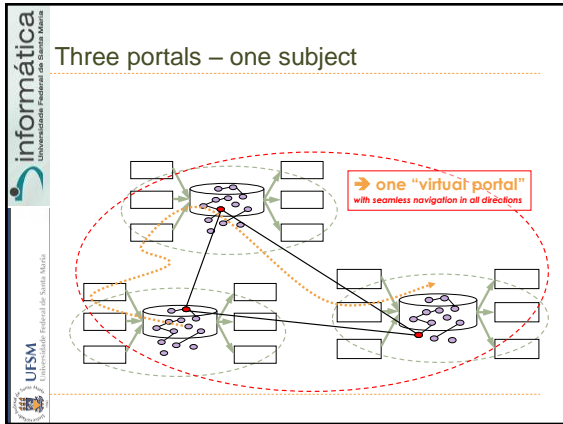 Three portals – one subject
informática
Universidade Federal de Santa Maria
➔ one “virtual portal”
with seamless navigation in all directions
UFSM
Universidade Federal de Santa Maria